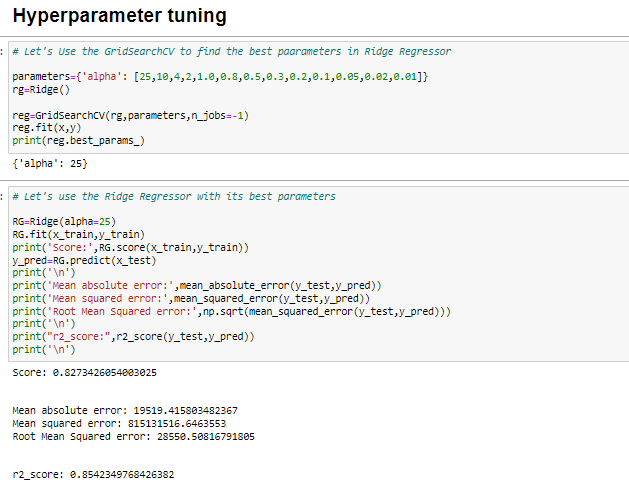 Hyperparameter tuning
: # Let's Use the GridSearchCV to find the best paarameters in Ridge Regressor
parameters={'alpha': [25,10,4,2,1.0,0.8,0.5,0.3,0.2,0.1,0.05,0.02,0.01]}
rg=Ridge()
reg=GridSearchCV(rg,parameters,n_jobs=-1)
reg.fit(x,y)
print(reg.best_params_)
{'alpha': 25}
: # Let's use the Ridge Regressor with its best parameters
RG=Ridge(alpha=25)
RG.fit(x_train,y_train)
print('Score:',RG.score(x_train,y_train))
y_pred=RG.predict(x_test)
print('\n')
print('Mean absolute error:',mean_absolute_error(y_test,y_pred))
print('Mean squared error:',mean_squared_error(y_test,y_pred))
print('Root Mean Squared error:',np.sqrt(mean_squared_error(y_test,y_pred)))
print('\n')
print("r2_score:",r2_score(y_test,y_pred))
print('\n')
Score: 0.8273426054003025
Mean absolute error: 19519.415803482367
Mean squared error: 815131516.6463553
Root Mean Squared error: 28550.50816791805
r2_score: 0.8542349768426382